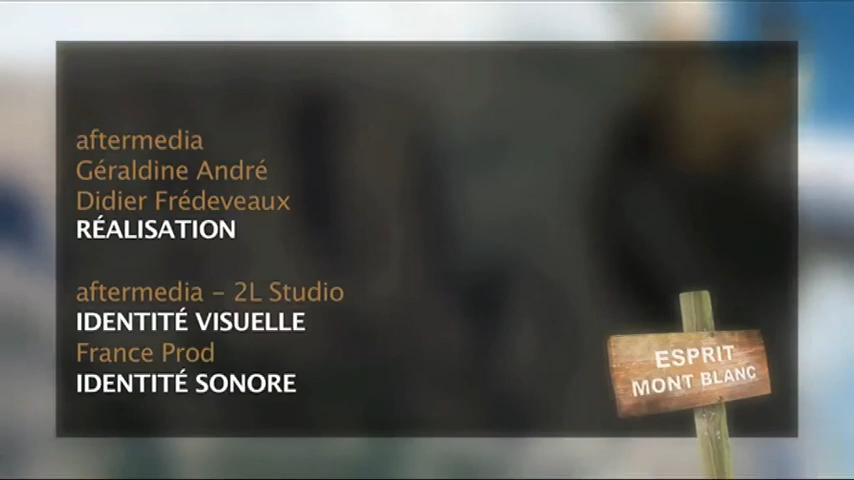 aftermedia
Géraldine André
Didier Frédeveaux
RÉALISATION
aftermedia - 2L Studio
IDENTITÉ VISUELLE
France Prod
IDENTITÉ SONORE
ESPRIT
MONT BLANC